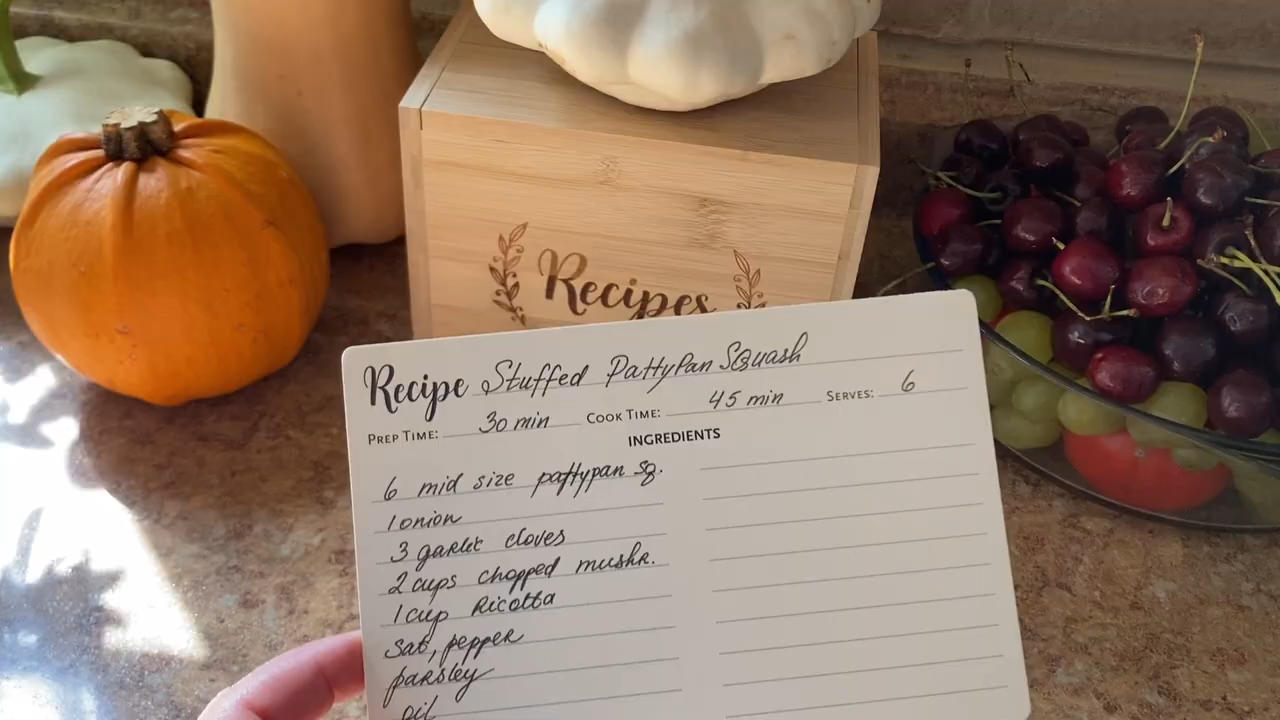 Recipes
Recipe Stuffed PattyPan Squash
PREP TIME: 30 min COOK TIME: 45 min SERVES: 6
INGREDIENTS
6 mid size pattypan sq.
1 onion
3 garlic cloves
2 cups chopped mushr.
1 cup Ricotta
salt, pepper
parsley
oil